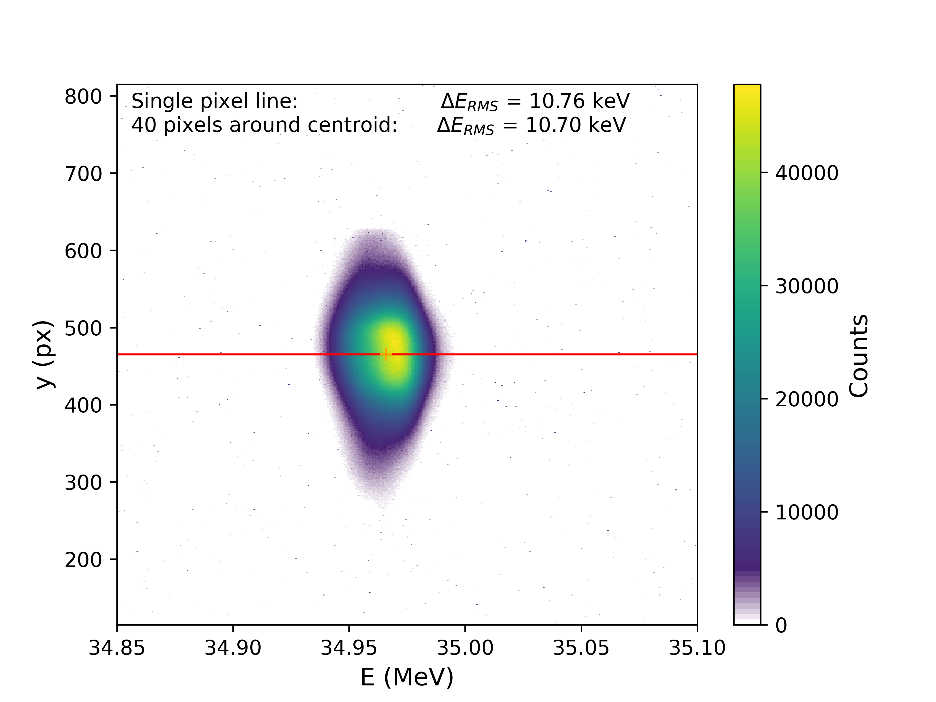 Single pixel line: ΔE_RMS = 10.76 keV
40 pixels around centroid: ΔE_RMS = 10.70 keV
800
700
600
500
400
300
200
y (px)
34.85 34.90 34.95 35.00 35.05 35.10
E (MeV)
40000
30000
20000
10000
0
Counts